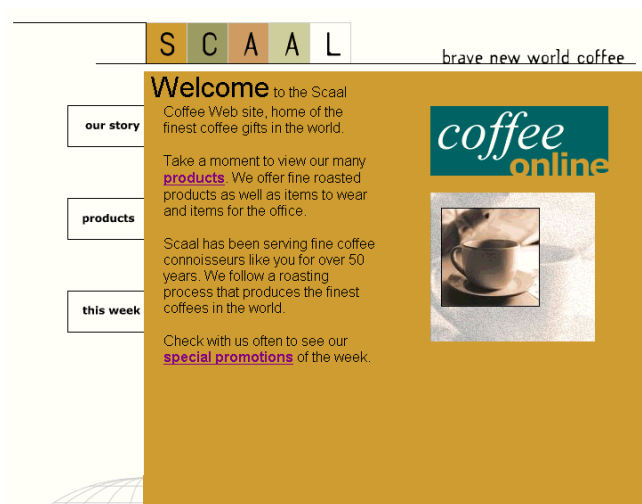 SCAAL
brave new world coffee
our story
products
this week
Welcome to the Scaal
Coffee Web site, home of the
finest coffee gifts in the world.
Take a moment to view our many
products. We offer fine roasted
products as well as items to wear
and items for the office.
Scaal has been serving fine coffee
connoisseurs like you for over 50
years. We follow a roasting
process that produces the finest
coffees in the world.
Check with us often to see our
special promotions of the week.
coffee
online